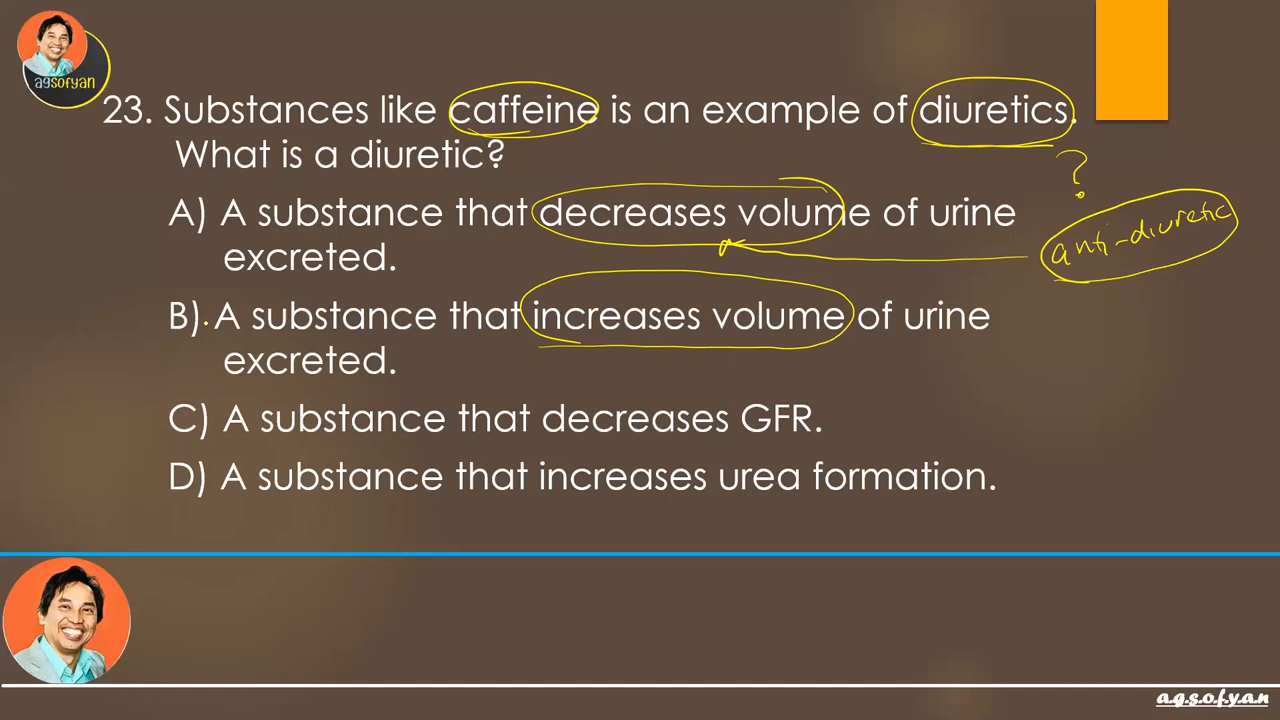 agsofyan
23. Substances like caffeine is an example of diuretics.
What is a diuretic?
?
A) A substance that decreases volume of urine
excreted.
anti-diuretic
B). A substance that increases volume of urine
excreted.
C) A substance that decreases GFR.
D) A substance that increases urea formation.
a.g.s.o.f.y.a.n